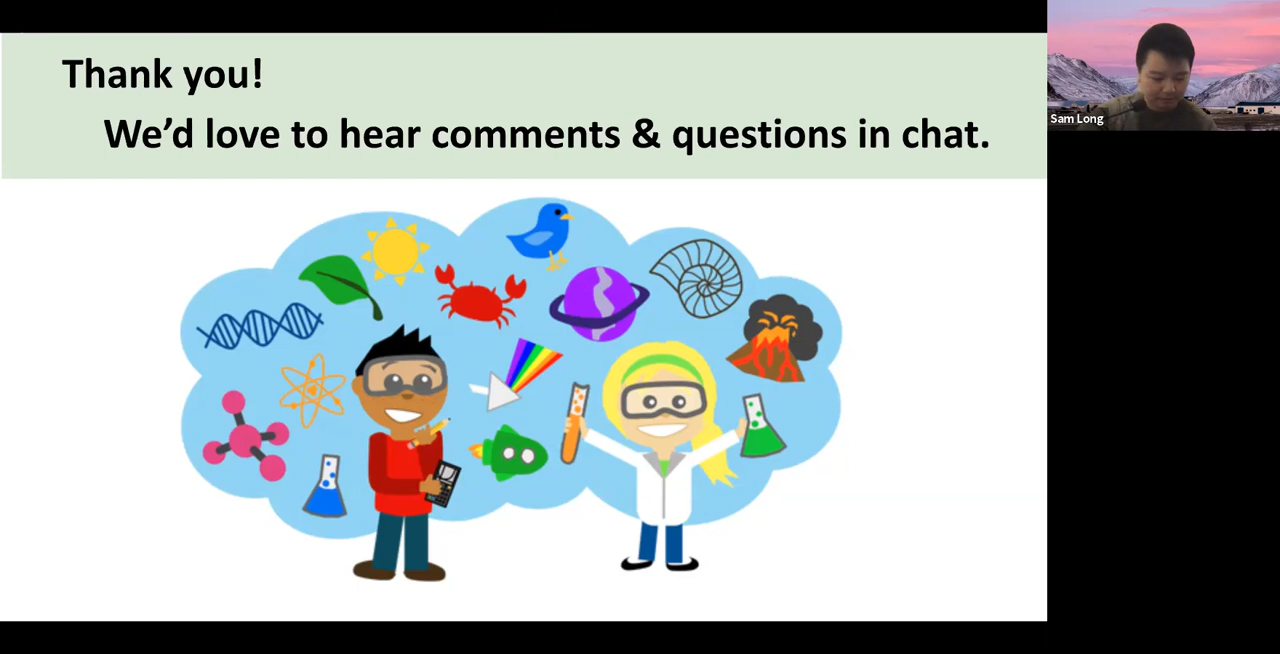 Thank you!
We’d love to hear comments & questions in chat.
Sam Long